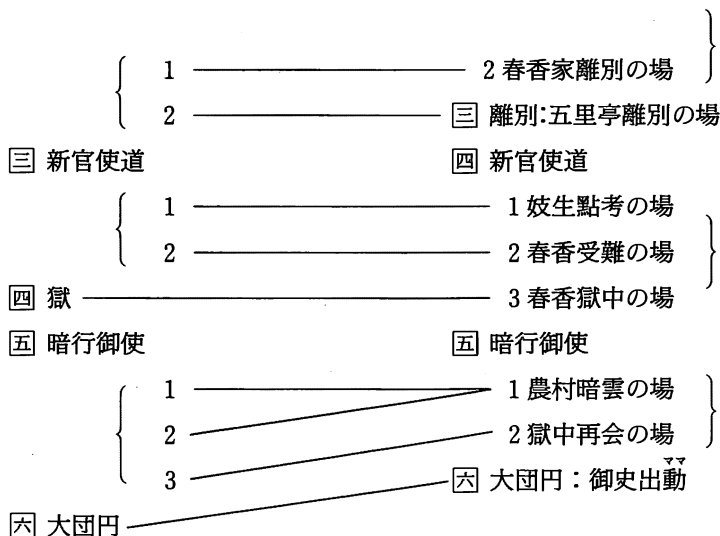 1 2 春香家離別の場
2 三 離別:五里亭離別の場
三 新官使道 四 新官使道
1 1 妓生點考の場
2 2 春香受難の場
四 獄 3 春香獄中の場
五 暗行御使 五 暗行御使
1 1 農村暗雲の場
2 2 獄中再会の場
ママ
3 六 大団円:御史出動
六 大団円